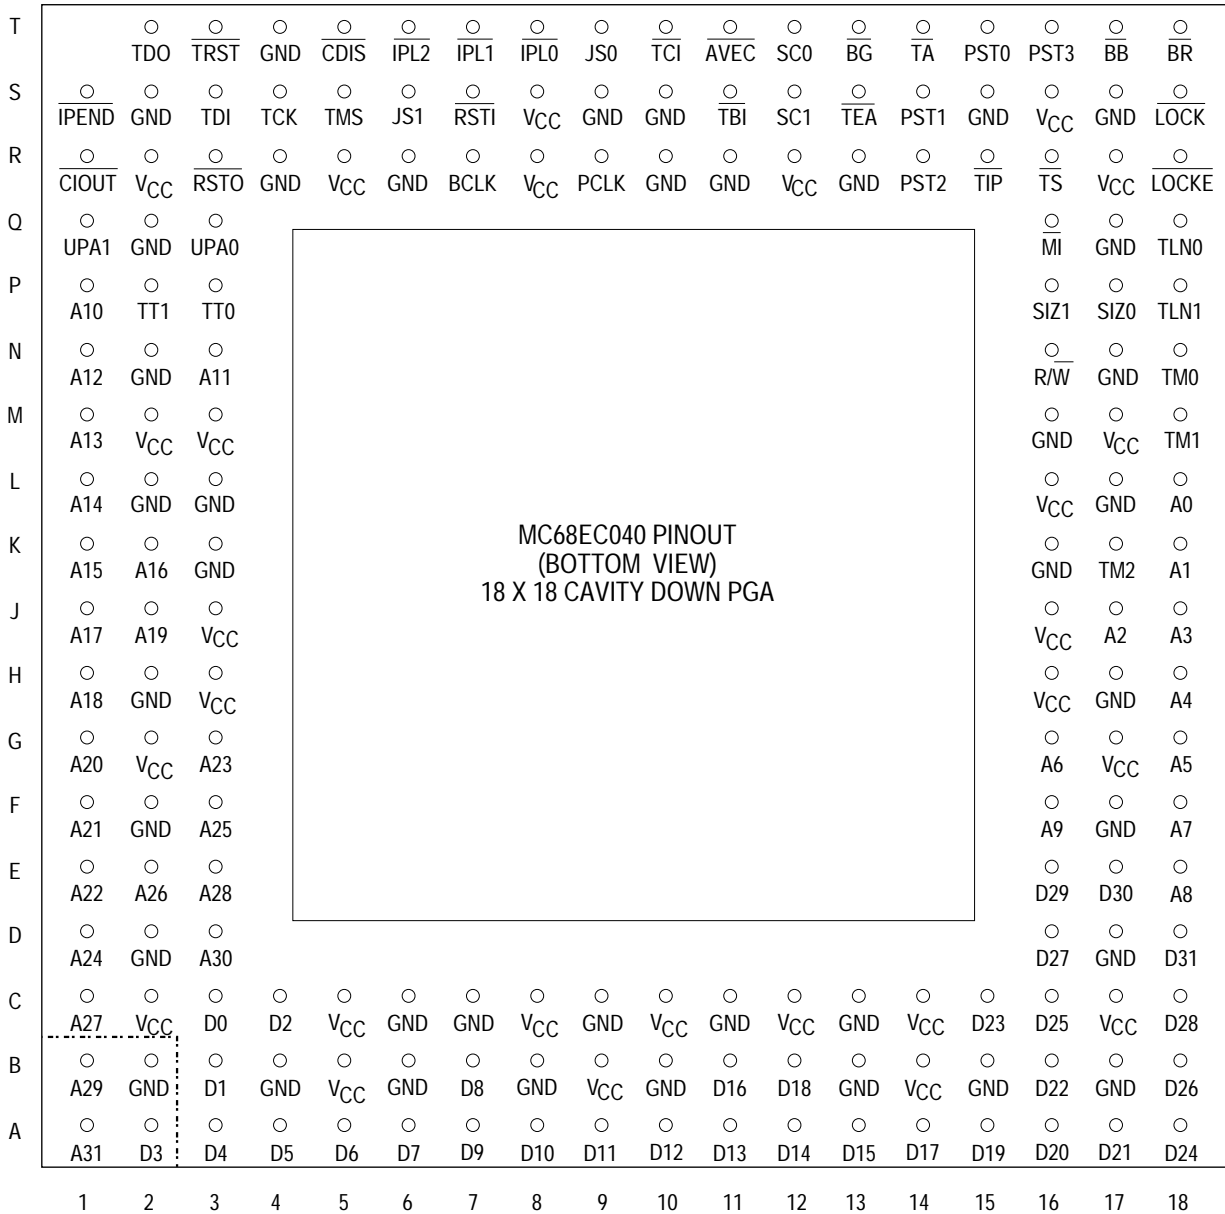 T
TDO TRST GND CDIS IPL2 IPL1 IPL0 JS0 TCI AVEC SC0 BG TA PST0 PST3 BB BR
S
IPEND GND TDI TCK TMS JS1 RSTI VCC GND GND TBI SC1 TEA PST1 GND VCC GND LOCK
R
CIOUT VCC RSTO GND VCC GND BCLK VCC PCLK GND GND VCC GND PST2 TIP TS VCC LOCKE
Q
UPA1 GND UPA0 MI GND TLN0
P
A10 TT1 TT0 SIZ1 SIZ0 TLN1
N
A12 GND A11 R/W GND TM0
M
A13 VCC VCC GND VCC TM1
L
A14 GND GND VCC GND A0
MC68EC040 PINOUT
(BOTTOM VIEW)
18 X 18 CAVITY DOWN PGA
K
A15 A16 GND GND TM2 A1
J
A17 A19 VCC VCC A2 A3
H
A18 GND VCC VCC GND A4
G
A20 VCC A23 A6 VCC A5
F
A21 GND A25 A9 GND A7
E
A22 A26 A28 D29 D30 A8
D
A24 GND A30 D27 GND D31
C
A27 VCC D0 D2 VCC GND GND VCC GND VCC GND VCC GND VCC D23 D25 VCC D28
B
A29 GND D1 GND VCC GND D8 GND VCC GND D16 D18 GND VCC GND D22 GND D26
A
A31 D3 D4 D5 D6 D7 D9 D10 D11 D12 D13 D14 D15 D17 D19 D20 D21 D24
1 2 3 4 5 6 7 8 9 10 11 12 13 14 15 16 17 18